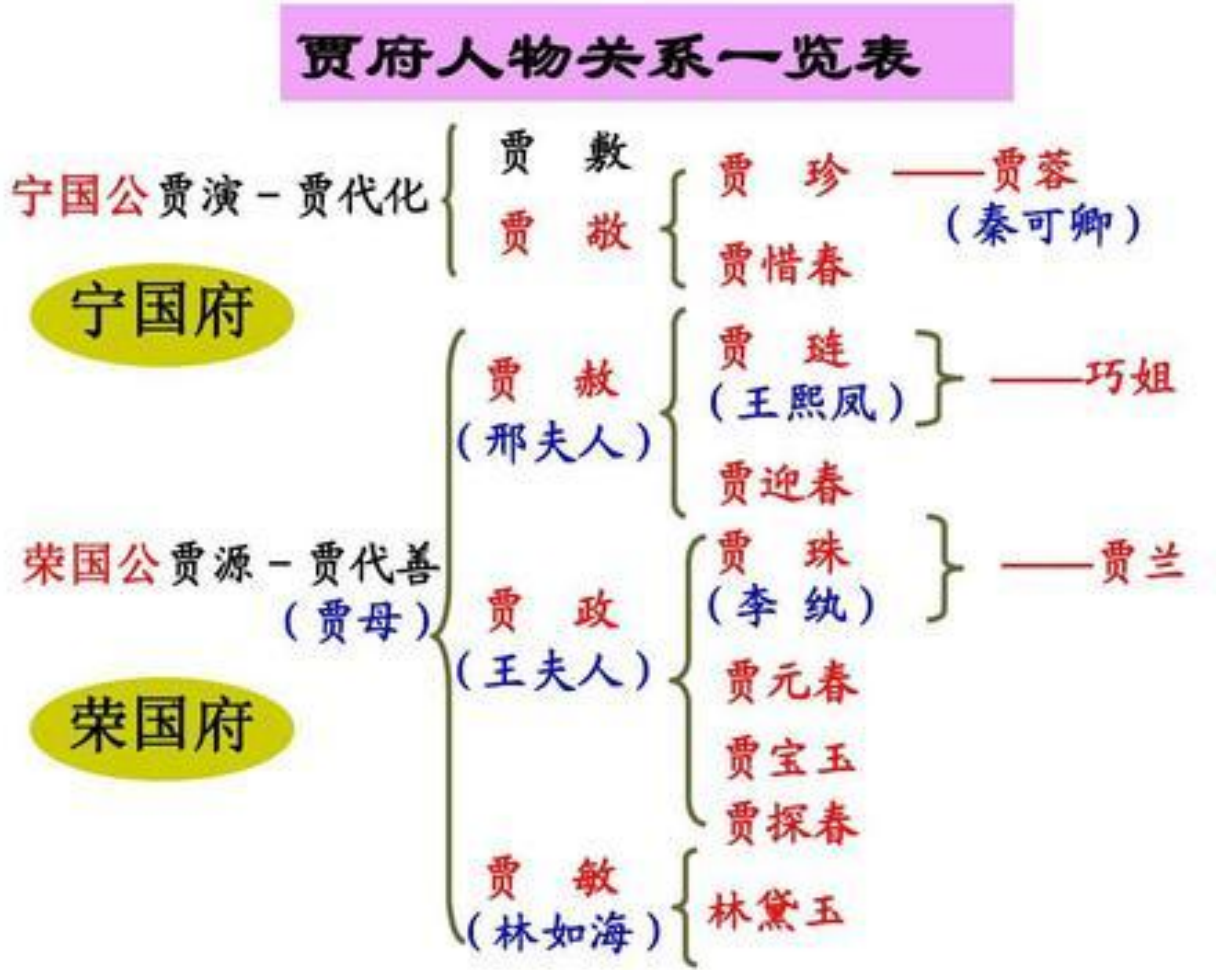 贾府人物关系一览表
宁国公贾演-贾代化
贾 敷
贾 敬
贾 珍 ——贾蓉
(秦可卿)
贾惜春
宁国府
荣国公贾源-贾代善
(贾母)
贾 赦
(邢夫人)
贾 琏
(王熙凤)
——巧姐
贾迎春
贾 政
(王夫人)
贾 珠
(李 纨)
——贾兰
贾元春
贾宝玉
贾探春
荣国府
贾 敏
(林如海)
林黛玉